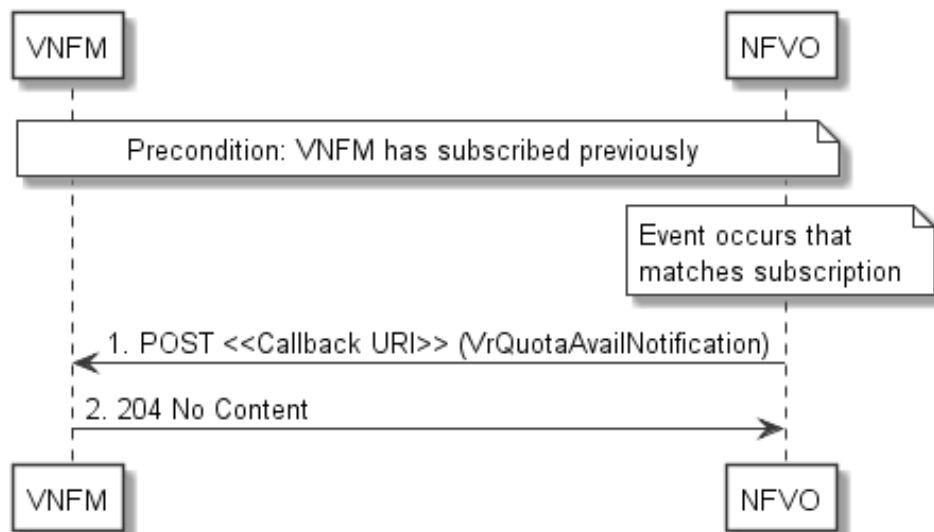 VNFM
NFVO
Precondition: VNFM has subscribed previously
Event occurs that
matches subscription
1. POST <<Callback URI>> (VrQuotaAvailNotification)
2. 204 No Content
VNFM
NFVO